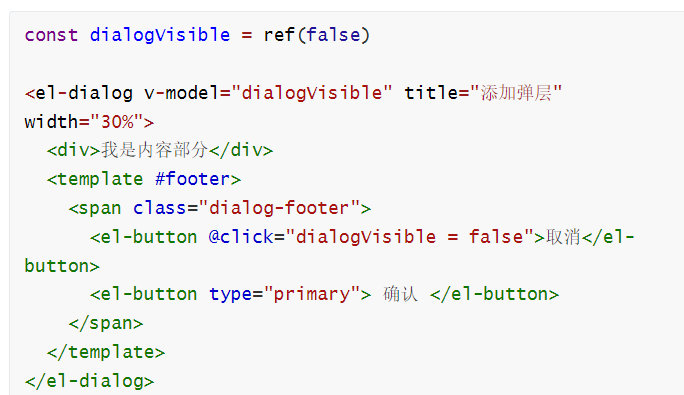 const dialogVisible = ref(false)
<el-dialog v-model="dialogVisible" title="添加弹层"
width="30%">
  <div>我是内容部分</div>
  <template #footer>
    <span class="dialog-footer">
      <el-button @click="dialogVisible = false">取消</el-
button>
      <el-button type="primary"> 确认 </el-button>
    </span>
  </template>
</el-dialog>